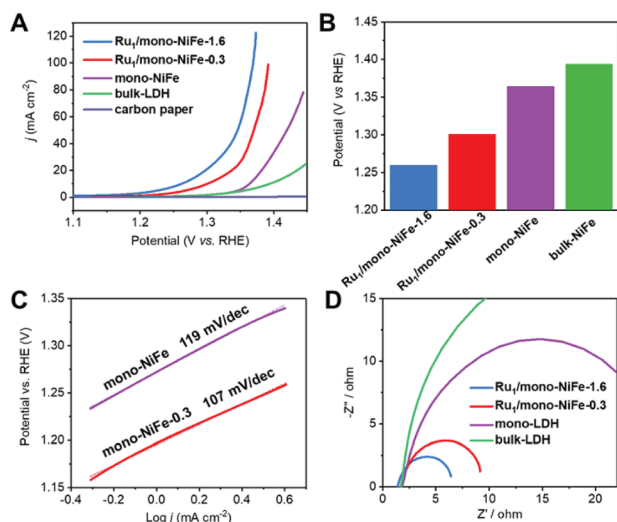 A
Ru₁/mono-NiFe-1.6
Ru₁/mono-NiFe-0.3
mono-NiFe
bulk-LDH
carbon paper
j (mA cm⁻²)
120
100
80
60
40
20
0
1.1 1.2 1.3 1.4
Potential (V vs. RHE)
B
Potential (V vs RHE)
1.45
1.40
1.35
1.30
1.25
1.20
Ru₁/mono-NiFe-1.6
Ru₁/mono-NiFe-0.3
mono-NiFe
bulk-NiFe
C
Potential vs. RHE (V)
1.35
1.30
1.25
1.20
1.15
mono-NiFe 119 mV/dec
mono-NiFe-0.3 107 mV/dec
-0.4 -0.2 0.0 0.2 0.4 0.6 0.8
Log j (mA cm⁻²)
D
-Z'' / ohm
15
10
5
0
Ru₁/mono-NiFe-1.6
Ru₁/mono-NiFe-0.3
mono-LDH
bulk-LDH
0 5 10 15 20
Z' / ohm